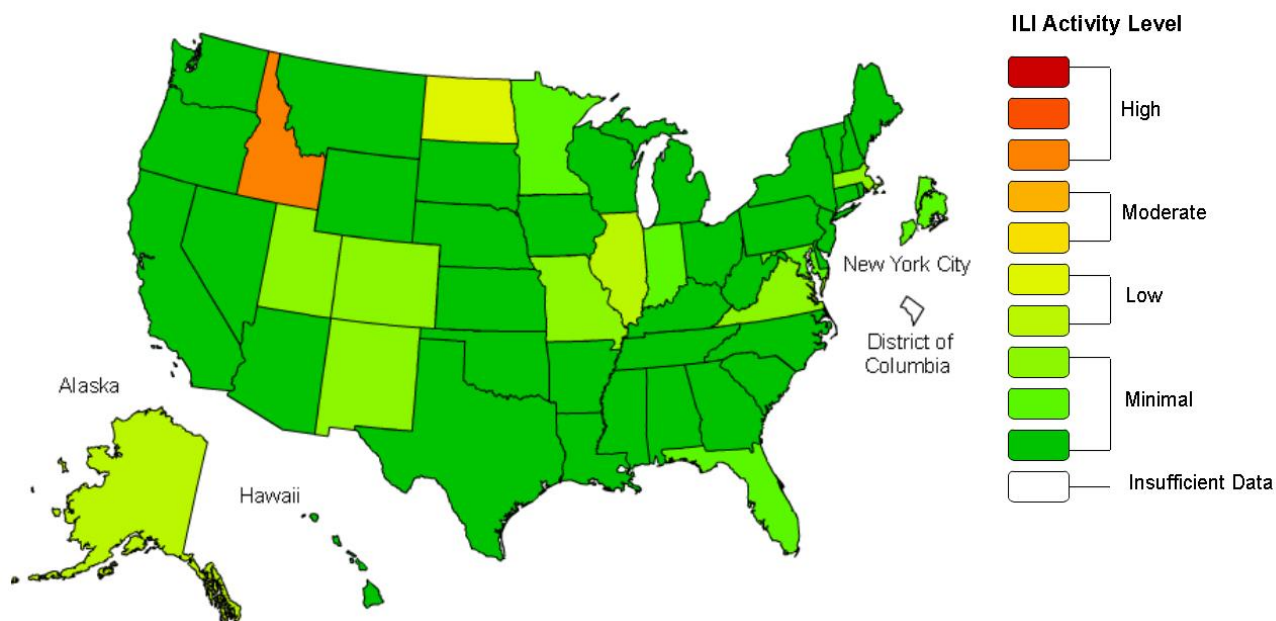 ILI Activity Level
High
Moderate
New York City
Low
District of
Columbia
Alaska
Minimal
Hawaii
Insufficient Data